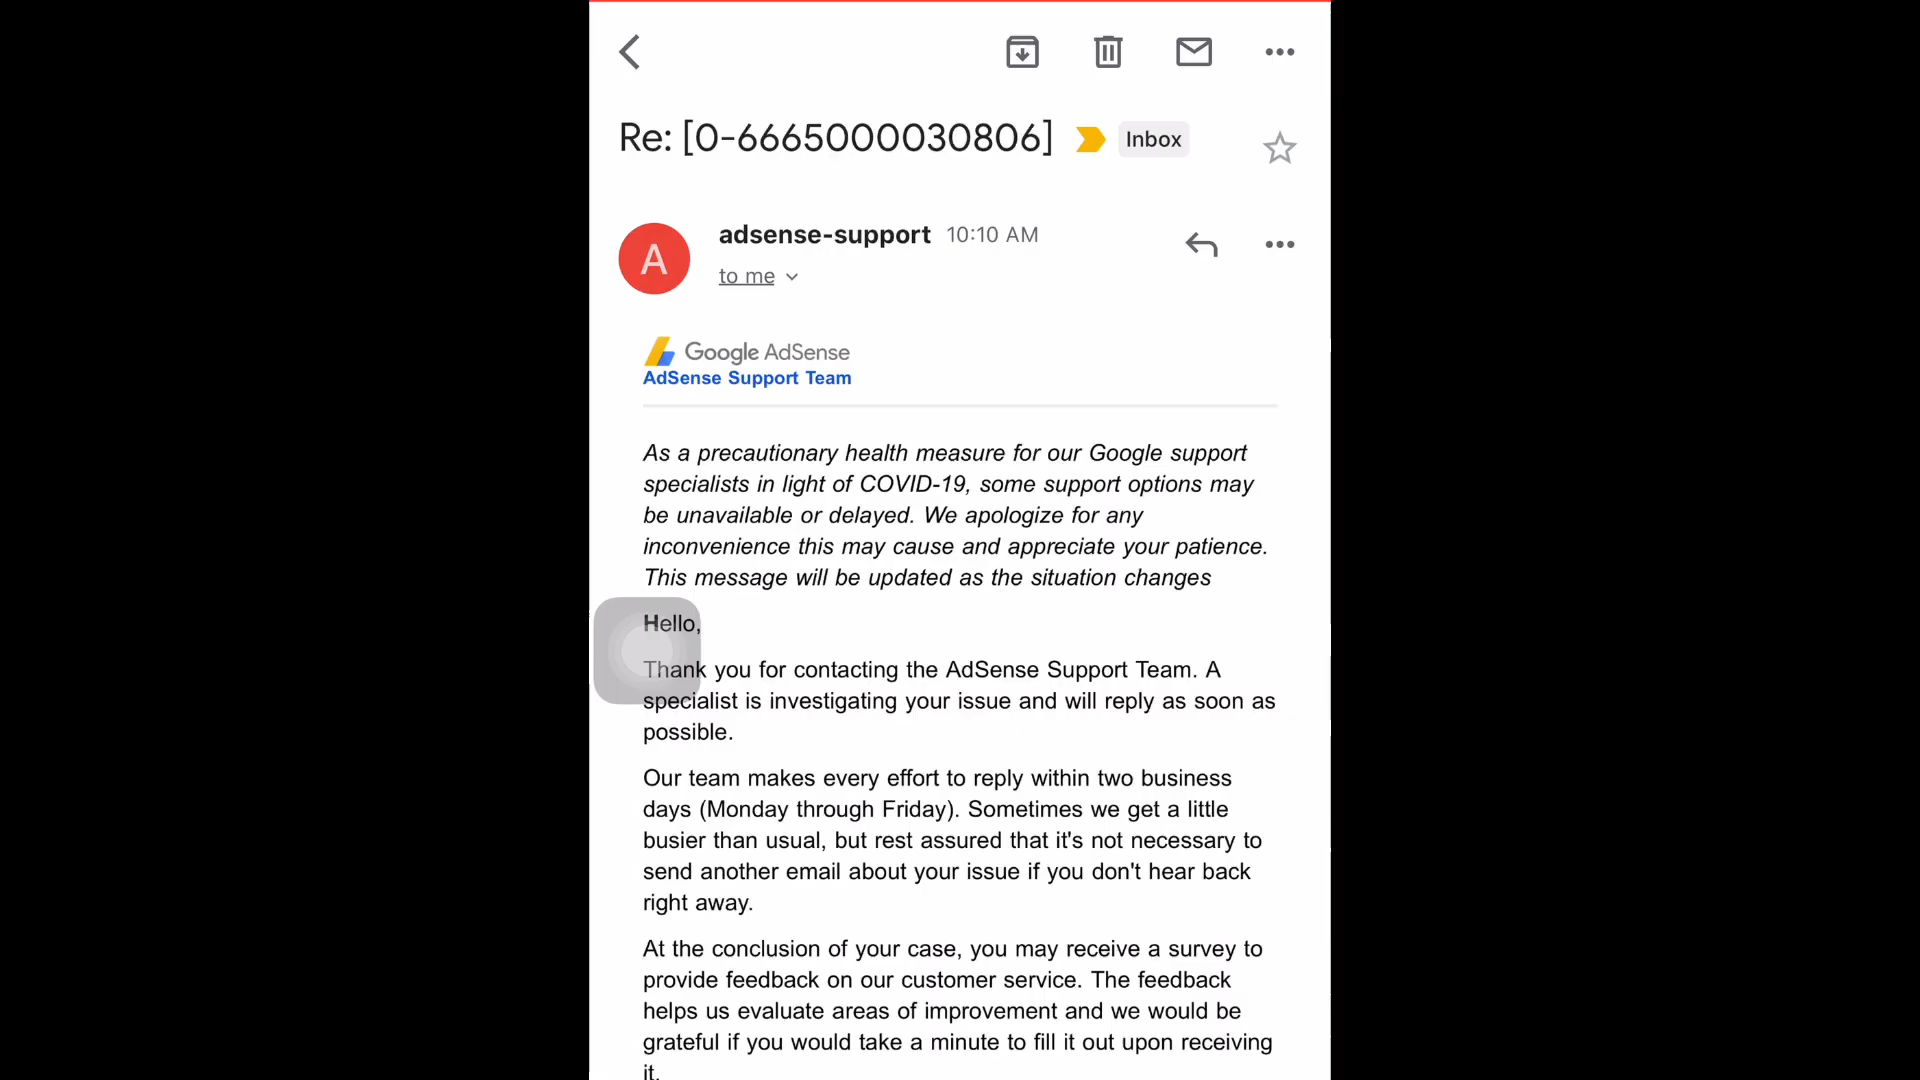 Re: [0-6665000030806] Inbox
A
adsense-support 10:10 AM
to me
Google AdSense
AdSense Support Team
As a precautionary health measure for our Google support
specialists in light of COVID-19, some support options may
be unavailable or delayed. We apologize for any
inconvenience this may cause and appreciate your patience.
This message will be updated as the situation changes
Hello,
Thank you for contacting the AdSense Support Team. A
specialist is investigating your issue and will reply as soon as
possible.
Our team makes every effort to reply within two business
days (Monday through Friday). Sometimes we get a little
busier than usual, but rest assured that it's not necessary to
send another email about your issue if you don't hear back
right away.
At the conclusion of your case, you may receive a survey to
provide feedback on our customer service. The feedback
helps us evaluate areas of improvement and we would be
grateful if you would take a minute to fill it out upon receiving
it.